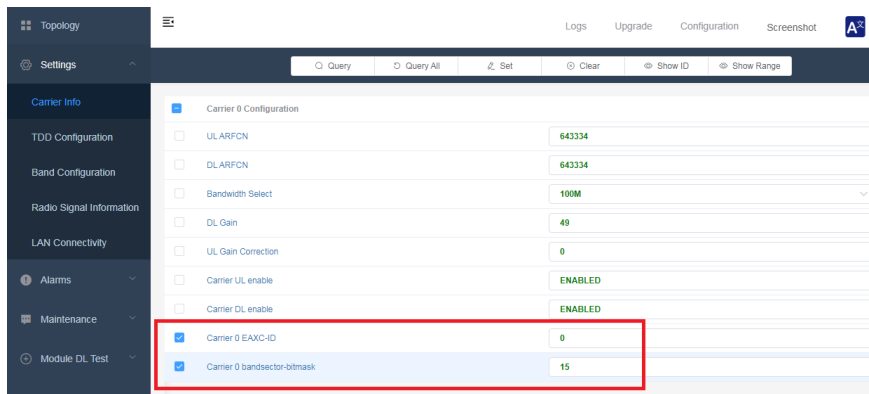 Topology
Logs Upgrade Configuration Screenshot A文
Settings
Query Query All Set Clear Show ID Show Range
Carrier Info
Carrier 0 Configuration
UL ARFCN 643334
TDD Configuration
DL ARFCN 643334
Band Configuration
Bandwidth Select 100M
Radio Signal Information
DL Gain 49
LAN Connectivity
UL Gain Correction 0
Alarms
Carrier UL enable ENABLED
Carrier DL enable ENABLED
Maintenance
Carrier 0 EAXC-ID 0
Module DL Test
Carrier 0 bandsector-bitmask 15